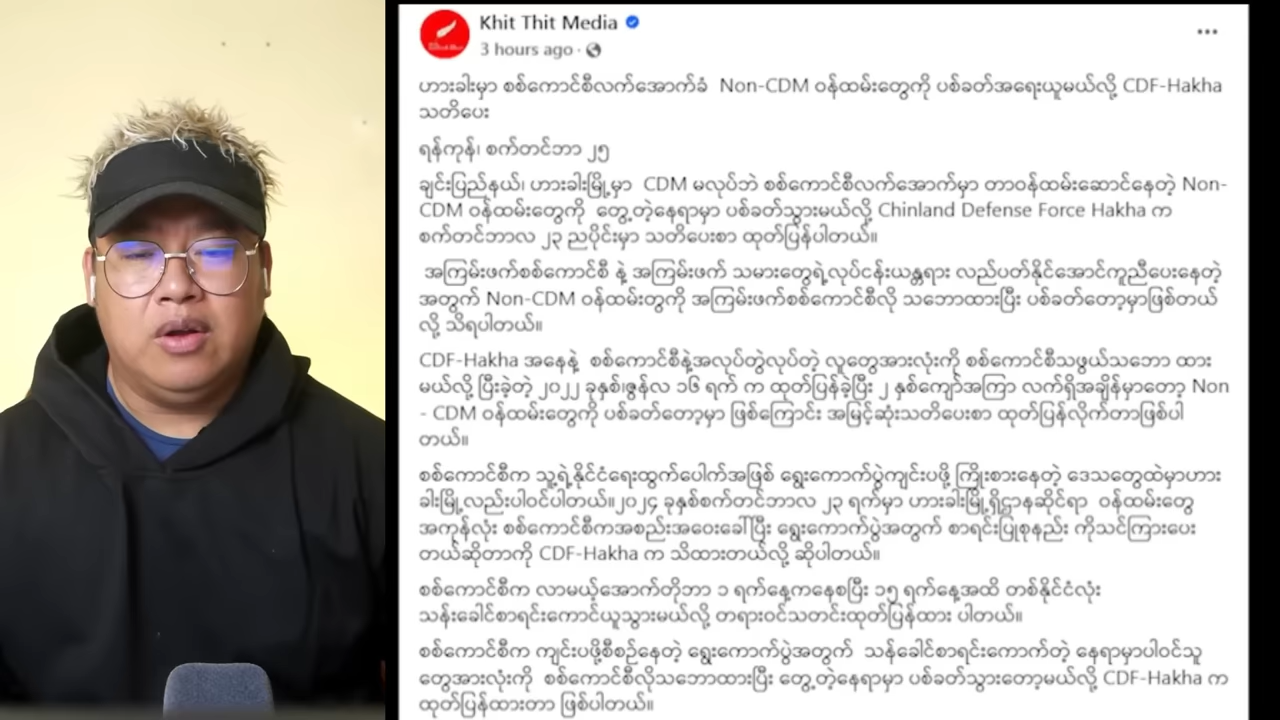 Khit Thit Media
3 hours ago
ဟားခါးမှာ စစ်ကောင်စီလက်အောက်ခံ Non-CDM ဝန်ထမ်းတွေကို ပစ်ခတ်အရေးယူမယ်လို့ CDF-Hakha
သတိပေး
ရန်ကုန်၊ စက်တင်ဘာ ၂၅
ချင်းပြည်နယ်၊ ဟားခါးမြို့မှာ CDM မလုပ်ဘဲ စစ်ကောင်စီလက်အောက်မှာ တာဝန်ထမ်းဆောင်နေတဲ့ Non-
CDM ဝန်ထမ်းတွေကို တွေ့တဲ့နေရာမှာ ပစ်ခတ်သွားမယ်လို့ Chinland Defense Force Hakha က
စက်တင်ဘာလ ၂၃ ညပိုင်းမှာ သတိပေးစာ ထုတ်ပြန်ပါတယ်။
အကြမ်းဖက်စစ်ကောင်စီ နဲ့ အကြမ်းဖက် သမားတွေရဲ့လုပ်ငန်းယန္တရား လည်ပတ်နိုင်အောင်ကူညီပေးနေတဲ့
အတွက် Non-CDM ဝန်ထမ်းတွကို အကြမ်းဖက်စစ်ကောင်စီလို သဘောထားပြီး ပစ်ခတ်တော့မှာဖြစ်တယ်
လို့ သိရပါတယ်။
CDF-Hakha အနေနဲ့ စစ်ကောင်စီနဲ့အလုပ်တွဲလုပ်တဲ့ လူတွေအားလုံးကို စစ်ကောင်စီသဖွယ်သဘော ထား
မယ်လို့ ပြီးခဲ့တဲ့ ၂၀၂၂ ခုနှစ်၊ဇွန်လ ၁၆ ရက် က ထုတ်ပြန်ခဲ့ပြီး ၂ နှစ်ကျော်အကြာ လက်ရှိအချိန်မှာတော့ Non
- CDM ဝန်ထမ်းတွေကို ပစ်ခတ်တော့မှာ ဖြစ်ကြောင်း အမြင့်ဆုံးသတိပေးစာ ထုတ်ပြန်လိုက်တာဖြစ်ပါ
တယ်။
စစ်ကောင်စီက သူ့ရဲ့နိုင်ငံရေးထွက်ပေါက်အဖြစ် ရွေးကောက်ပွဲကျင်းပဖို့ ကြိုးစားနေတဲ့ ဒေသတွေထဲမှာဟား
ခါးမြို့လည်းပါဝင်ပါတယ်။၂၀၂၄ ခုနှစ်စက်တင်ဘာလ ၂၃ ရက်မှာ ဟားခါးမြို့ရှိဌာနဆိုင်ရာ ဝန်ထမ်းတွေ
အကုန်လုံး စစ်ကောင်စီကအစည်းအဝေးခေါ်ပြီး ရွေးကောက်ပွဲအတွက် စာရင်းပြုစုနည်း ကိုသင်ကြားပေး
တယ်ဆိုတာကို CDF-Hakha က သိထားတယ်လို့ ဆိုပါတယ်။
စစ်ကောင်စီက လာမယ့်အောက်တိုဘာ ၁ ရက်နေ့ကနေစပြီး ၁၅ ရက်နေ့အထိ တစ်နိုင်ငံလုံး
သန်းခေါင်စာရင်းကောင်ယူသွားမယ်လို့ တရားဝင်သတင်းထုတ်ပြန်ထား ပါတယ်။
စစ်ကောင်စီက ကျင်းပဖို့စီစဉ်နေတဲ့ ရွေးကောက်ပွဲအတွက် သန်ခေါင်စာရင်းကောက်တဲ့ နေရာမှာပါဝင်သူ
တွေအားလုံးကို စစ်ကောင်စီလိုသဘောထားပြီး တွေ့တဲ့နေရာမှာ ပစ်ခတ်သွားတော့မယ်လို့ CDF-Hakha က
ထုတ်ပြန်ထားတာ ဖြစ်ပါတယ်။